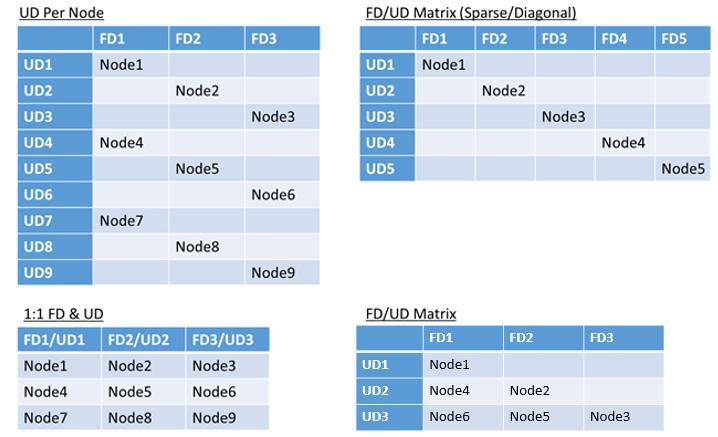 UD Per Node
FD1 FD2 FD3
UD1 Node1
UD2 Node2
UD3 Node3
UD4 Node4
UD5 Node5
UD6 Node6
UD7 Node7
UD8 Node8
UD9 Node9
FD/UD Matrix (Sparse/Diagonal)
FD1 FD2 FD3 FD4 FD5
UD1 Node1
UD2 Node2
UD3 Node3
UD4 Node4
UD5 Node5
1:1 FD & UD
FD1/UD1 FD2/UD2 FD3/UD3
Node1 Node2 Node3
Node4 Node5 Node6
Node7 Node8 Node9
FD/UD Matrix
FD1 FD2 FD3
UD1 Node1
UD2 Node4 Node2
UD3 Node6 Node5 Node3